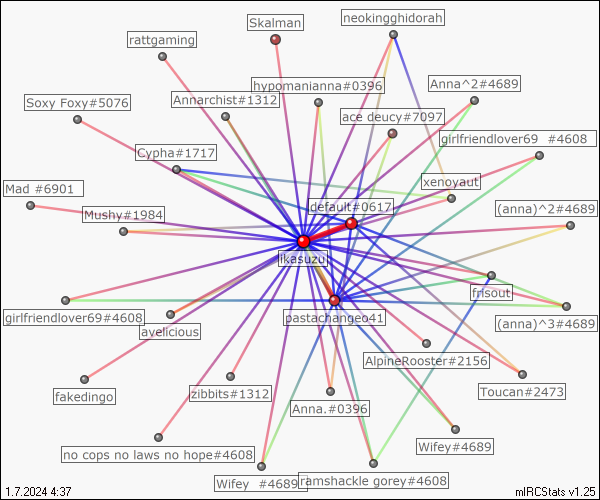 neokingghidorah
Skalman
rattgaming
hypomanianna#0396
Anna^2#4689
Soxy Foxy#5076
Annarchist#1312
ace deucy#7097
girlfriendlover69 #4608
Cypha#1717
xenoyaut
Mad #6901
default#0617
(anna)^2#4689
Mushy#1984
likasuzu
frisout
girlfriendlover69#4608
pastachangeo41
(anna)^3#4689
avelicious
AlpineRooster#2156
fakedingo
zibbits#1312
Toucan#2473
Anna.#0396
Wifey#4689
no cops no laws no hope#4608
Wifey #4689
ramshackle gorey#4608
1.7.2024 4:37
mIRCStats v1.25